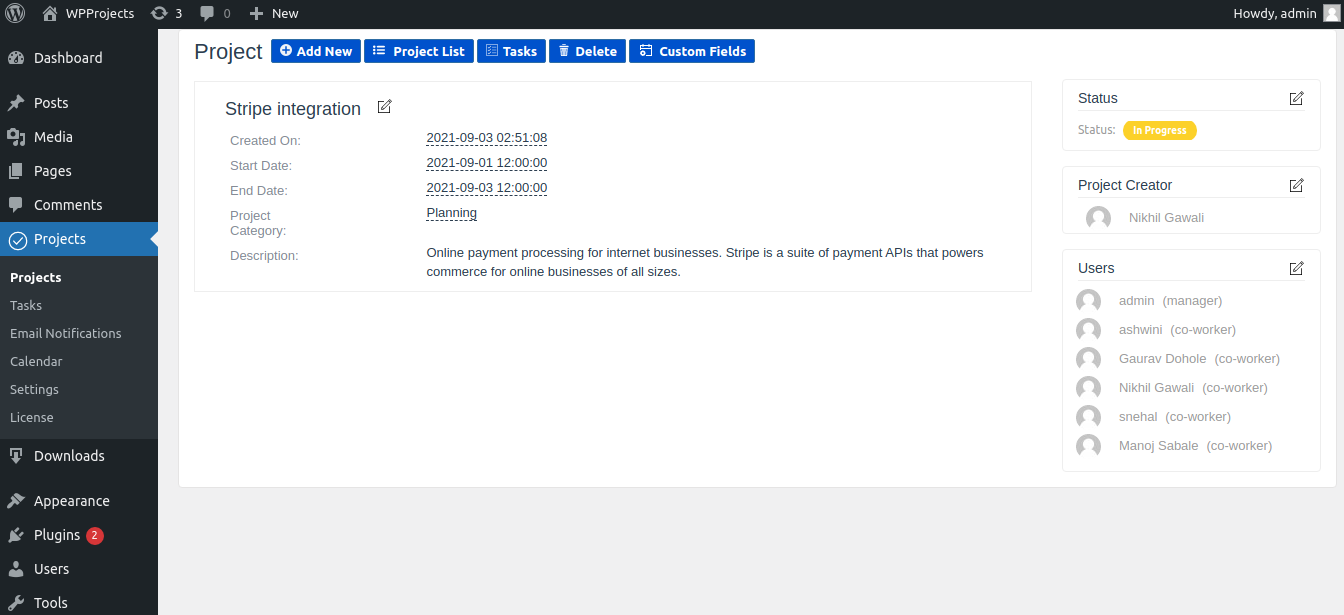 WPProjects 3 0 New Howdy, admin
Dashboard
Posts
Media
Pages
Comments
Projects
Projects
Tasks
Email Notifications
Calendar
Settings
License
Downloads
Appearance
Plugins 2
Users
Tools
Project Add New Project List Tasks Delete Custom Fields
Stripe integration
Created On: 2021-09-03 02:51:08
Start Date: 2021-09-01 12:00:00
End Date: 2021-09-03 12:00:00
Project Planning
Category:
Description: Online payment processing for internet businesses. Stripe is a suite of payment APIs that powers
commerce for online businesses of all sizes.
Status
Status: In Progress
Project Creator
Nikhil Gawali
Users
admin (manager)
ashwini (co-worker)
Gaurav Dohole (co-worker)
Nikhil Gawali (co-worker)
snehal (co-worker)
Manoj Sabale (co-worker)